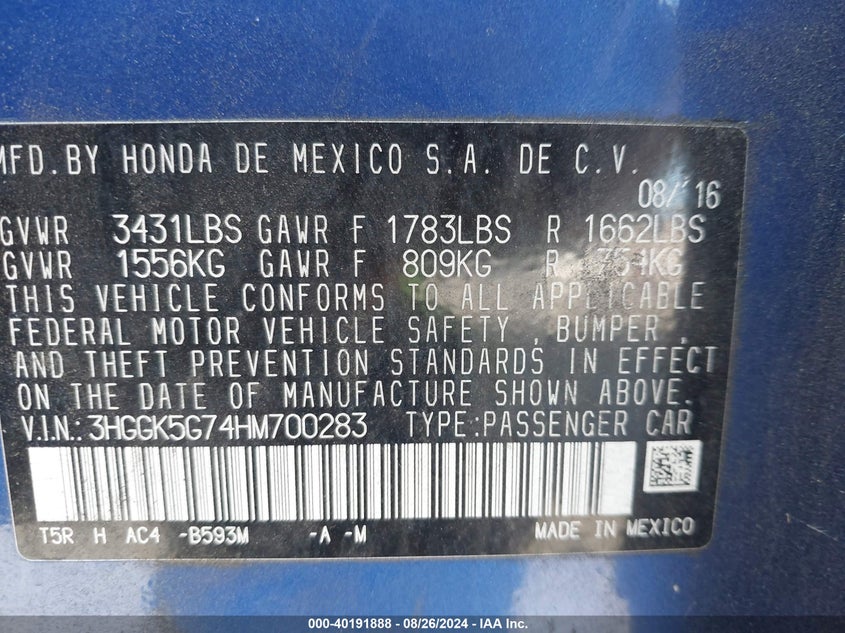 MFD.BY HONDA DE MEXICO S.A. DE C.V.
08/'16
GVWR 3431LBS GAWR F 1783LBS R 1662LBS
GVWR 1556KG GAWR F 809KG R 754KG
THIS VEHICLE CONFORMS TO ALL APPLICABLE
FEDERAL MOTOR VEHICLE SAFETY , BUMPER ,
AND THEFT PREVENTION STANDARDS IN EFFECT
ON THE DATE OF MANUFACTURE SHOWN ABOVE.
V.I.N.: 3HGGK5G74HM700283 TYPE:PASSENGER CAR
T5R H AC4 -B593M -A -M MADE IN MEXICO
000-40191888 - 08/26/2024 - IAA Inc.